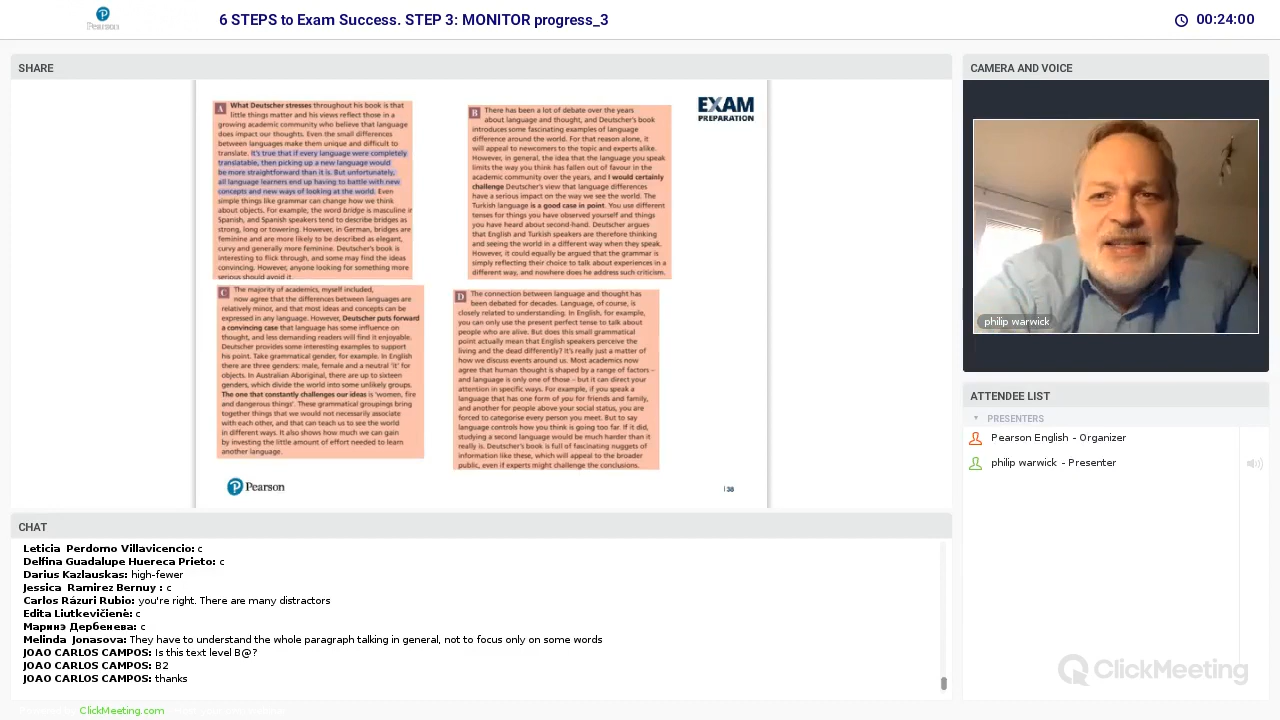 Pearson
6 STEPS to Exam Success. STEP 3: MONITOR progress_3
00:24:00
SHARE
A What Deutscher stresses throughout his book is that
little things matter and his views reflect those in a
growing academic community who believe that language
does impact our thoughts. Even the small differences
between languages make them unique and difficult to
translate. It's true that if every language were completely
translatable, then picking up a new language would
be more straightforward than it is. But unfortunately,
all language learners end up having to battle with new
concepts and new ways of looking at the world. Even
simple things like grammar can change how we think
about objects. For example, the word bridge is masculine in
Spanish, and Spanish speakers tend to describe bridges as
strong, long or towering. However, in German, bridges are
feminine and are more likely to be described as elegant,
curvy and generally more feminine. Deutscher's book is
interesting to flick through, and some may find the ideas
convincing. However, anyone looking for something more
serious should avoid it.
B There has been a lot of debate over the years
about language and thought, and Deutscher's book
introduces some fascinating examples of language
difference around the world. For that reason alone, it
will appeal to newcomers to the topic and experts alike.
However, in general, the idea that the language you speak
limits the way you think has fallen out of favour in the
academic community over the years, and I would certainly
challenge Deutscher's view that language differences
have a serious impact on the way we see the world. The
Turkish language is a good case in point. You use different
tenses for things you have observed yourself and things
you have heard about second-hand. Deutscher argues
that English and Turkish speakers are therefore thinking
and seeing the world in a different way when they speak.
However, it could equally be argued that the grammar is
simply reflecting their choice to talk about experiences in a
different way, and nowhere does he address such criticism.
EXAM
PREPARATION
C The majority of academics, myself included,
now agree that the differences between languages are
relatively minor, and that most ideas and concepts can be
expressed in any language. However, Deutscher puts forward
a convincing case that language has some influence on
thought, and less demanding readers will find it enjoyable.
Deutscher provides some interesting examples to support
his point. Take grammatical gender, for example. In English
there are three genders: male, female and a neutral 'it' for
objects. In Australian Aboriginal, there are up to sixteen
genders, which divide the world into some unlikely groups.
The one that constantly challenges our ideas is 'women, fire
and dangerous things'. These grammatical groupings bring
together things that we would not necessarily associate
with each other, and that can teach us to see the world
in different ways. It also shows how much we can gain
by investing the little amount of effort needed to learn
another language.
D The connection between language and thought has
been debated for decades. Language, of course, is
closely related to understanding. In English, for example,
you can only use the present perfect tense to talk about
people who are alive. But does this small grammatical
point actually mean that English speakers perceive the
living and the dead differently? It's really just a matter of
how we discuss events around us. Most academics now
agree that human thought is shaped by a range of factors –
and language is only one of those – but it can direct your
attention in specific ways. For example, if you speak a
language that has one form of you for friends and family,
and another for people above your social status, you are
forced to categorise every person you meet. But to say
language controls how you think is going too far. If it did,
studying a second language would be much harder than it
really is. Deutscher's book is full of fascinating nuggets of
information like these, which will appeal to the broader
public, even if experts might challenge the conclusions.
Pearson
38
CAMERA AND VOICE
philip warwick
ATTENDEE LIST
PRESENTERS
Pearson English - Organizer
philip warwick - Presenter
CHAT
Leticia Perdomo Villavicencio: c
Delfina Guadalupe Huereca Prieto: c
Darius Kazlauskas: high-fewer
Jessica Ramirez Bernuy : c
Carlos Rázuri Rubio: you're right. There are many distractors
Edita Liutkevičienė: c
Маринэ Дербенева: c
Melinda Jonasova: They have to understand the whole paragraph talking in general, not to focus only on some words
JOAO CARLOS CAMPOS: Is this text level B@?
JOAO CARLOS CAMPOS: B2
JOAO CARLOS CAMPOS: thanks
ClickMeeting
ClickMeeting.com